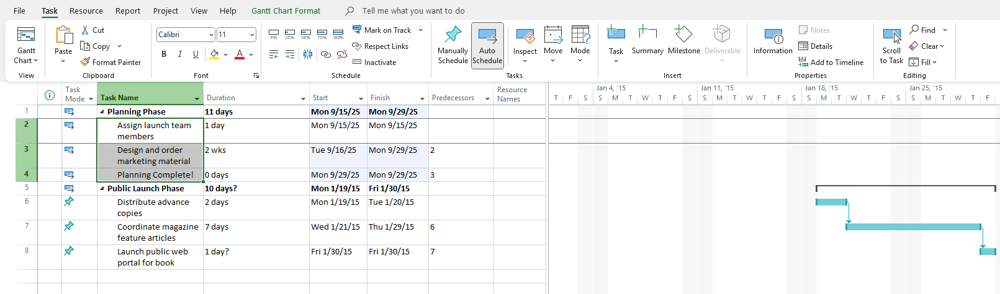 File Task Resource Report Project View Help Gantt Chart Format Tell me what you want to do
Gantt Chart
View
Paste
Cut
Copy
Format Painter
Clipboard
Calibri 11
B I U A
Font
0% 25% 50% 75% 100%
Mark on Track
Respect Links
Inactivate
Schedule
Manually Schedule
Auto Schedule
Inspect
Move
Mode
Tasks
Task
Summary
Milestone
Deliverable
Insert
Information
Notes
Details
Add to Timeline
Properties
Scroll to Task
Find
Clear
Fill
Editing
Task Mode Task Name Duration Start Finish Predecessors Resource Names
Jan 4, '15 Jan 11, '15 Jan 18, '15 Jan 25, '15
T F S S M T W T F S S M T W T F S S M T W T F S S M T W T F
1 Planning Phase 11 days Mon 9/15/25 Mon 9/29/25
2 Assign launch team members 1 day Mon 9/15/25 Mon 9/15/25
3 Design and order marketing material 2 wks Tue 9/16/25 Mon 9/29/25 2
4 Planning Complete! 0 days Mon 9/29/25 Mon 9/29/25 3
5 Public Launch Phase 10 days? Mon 1/19/15 Fri 1/30/15
6 Distribute advance copies 2 days Mon 1/19/15 Tue 1/20/15
7 Coordinate magazine feature articles 7 days Wed 1/21/15 Thu 1/29/15 6
8 Launch public web portal for book 1 day? Fri 1/30/15 Fri 1/30/15 7